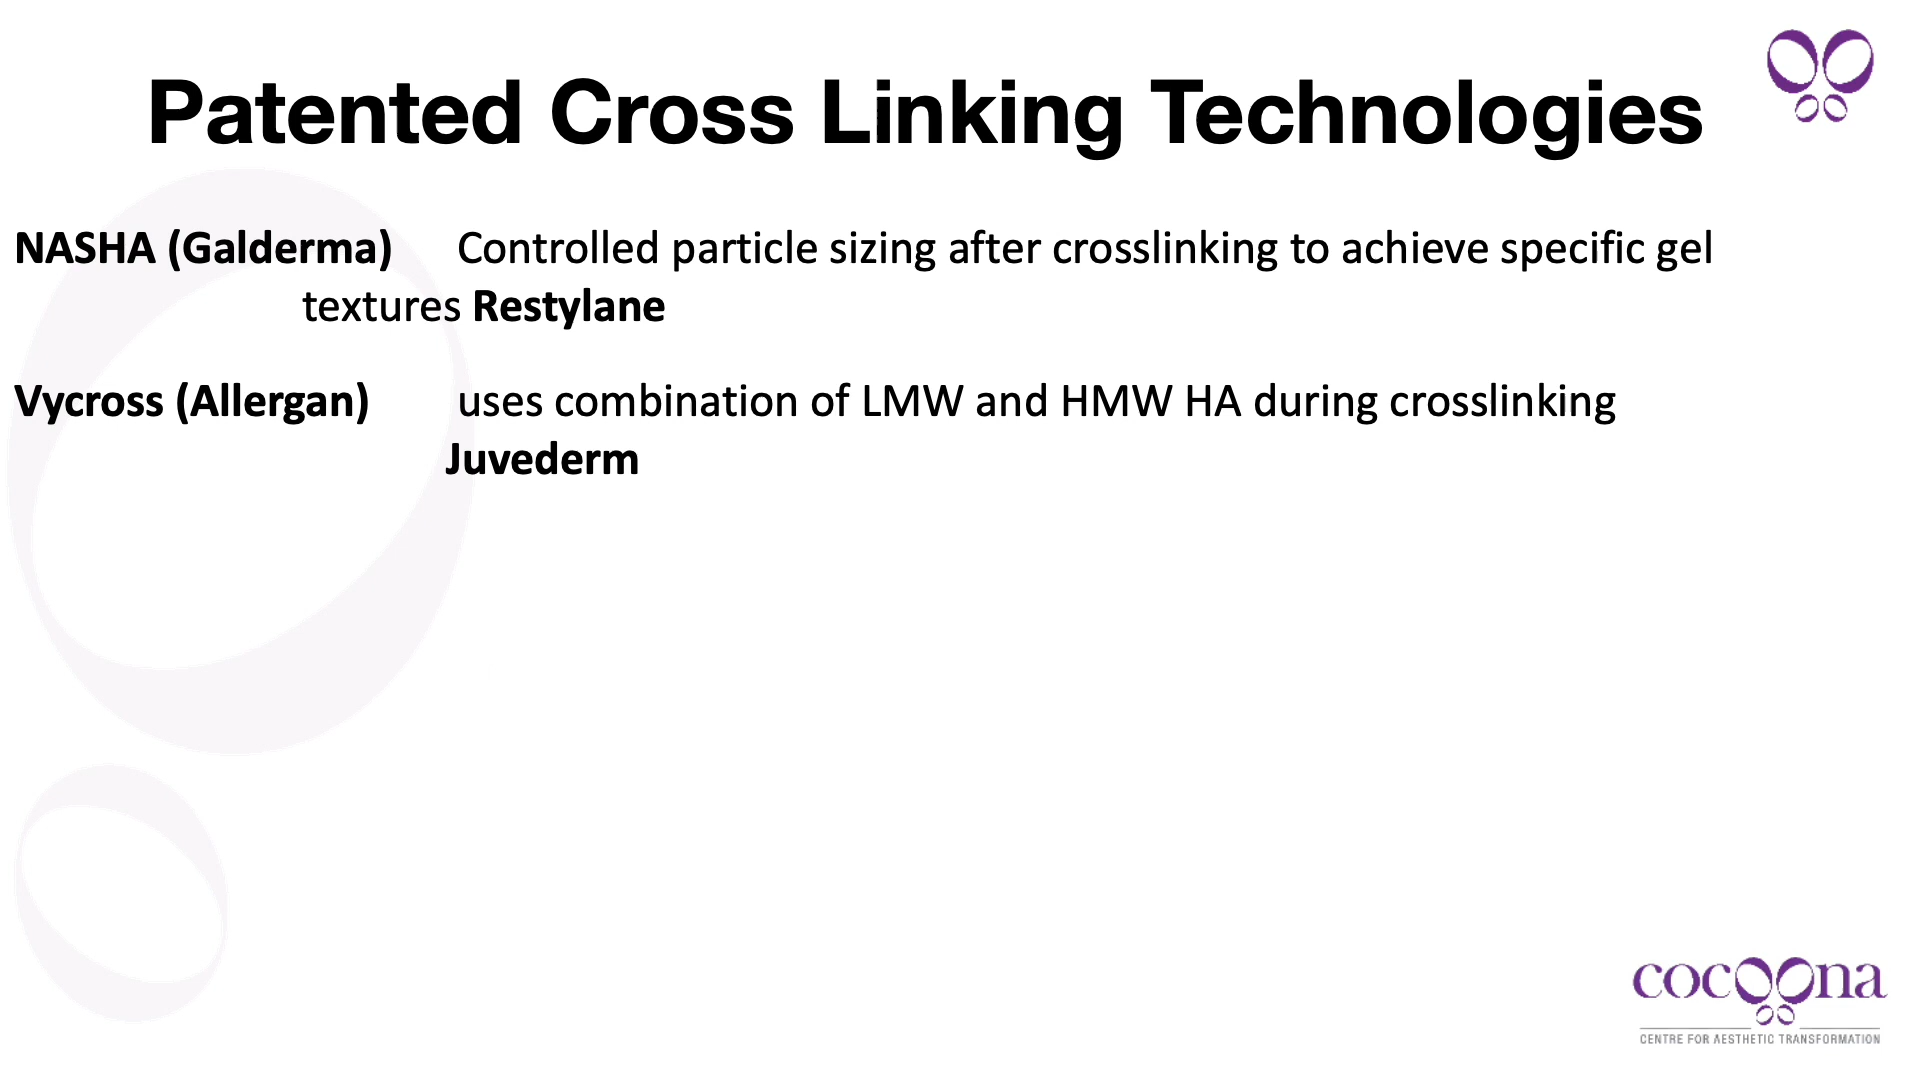 Patented Cross Linking Technologies
NASHA (Galderma) Controlled particle sizing after crosslinking to achieve specific gel
textures Restylane
Vycross (Allergan) uses combination of LMW and HMW HA during crosslinking
Juvederm
cocoona
CENTRE FOR AESTHETIC TRANSFORMATION